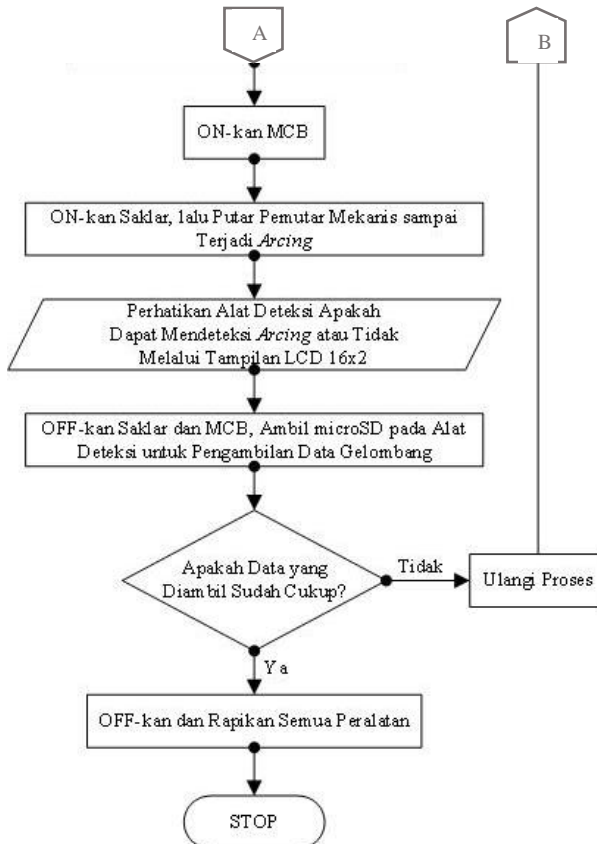 A
B
ON-kan MCB
ON-kan Saklar, lalu Putar Pemutar Mekanis sampai
Terjadi Arcing
Perhatikan Alat Deteksi Apakah
Dapat Mendeteksi Arcing atau Tidak
Melalui Tampilan LCD 16x2
OFF-kan Saklar dan MCB, Ambil microSD pada Alat
Deteksi untuk Pengambilan Data Gelombang
Apakah Data yang
Diambil Sudah Cukup?
Tidak
Ulangi Proses
Ya
OFF-kan dan Rapikan Semua Peralatan
STOP